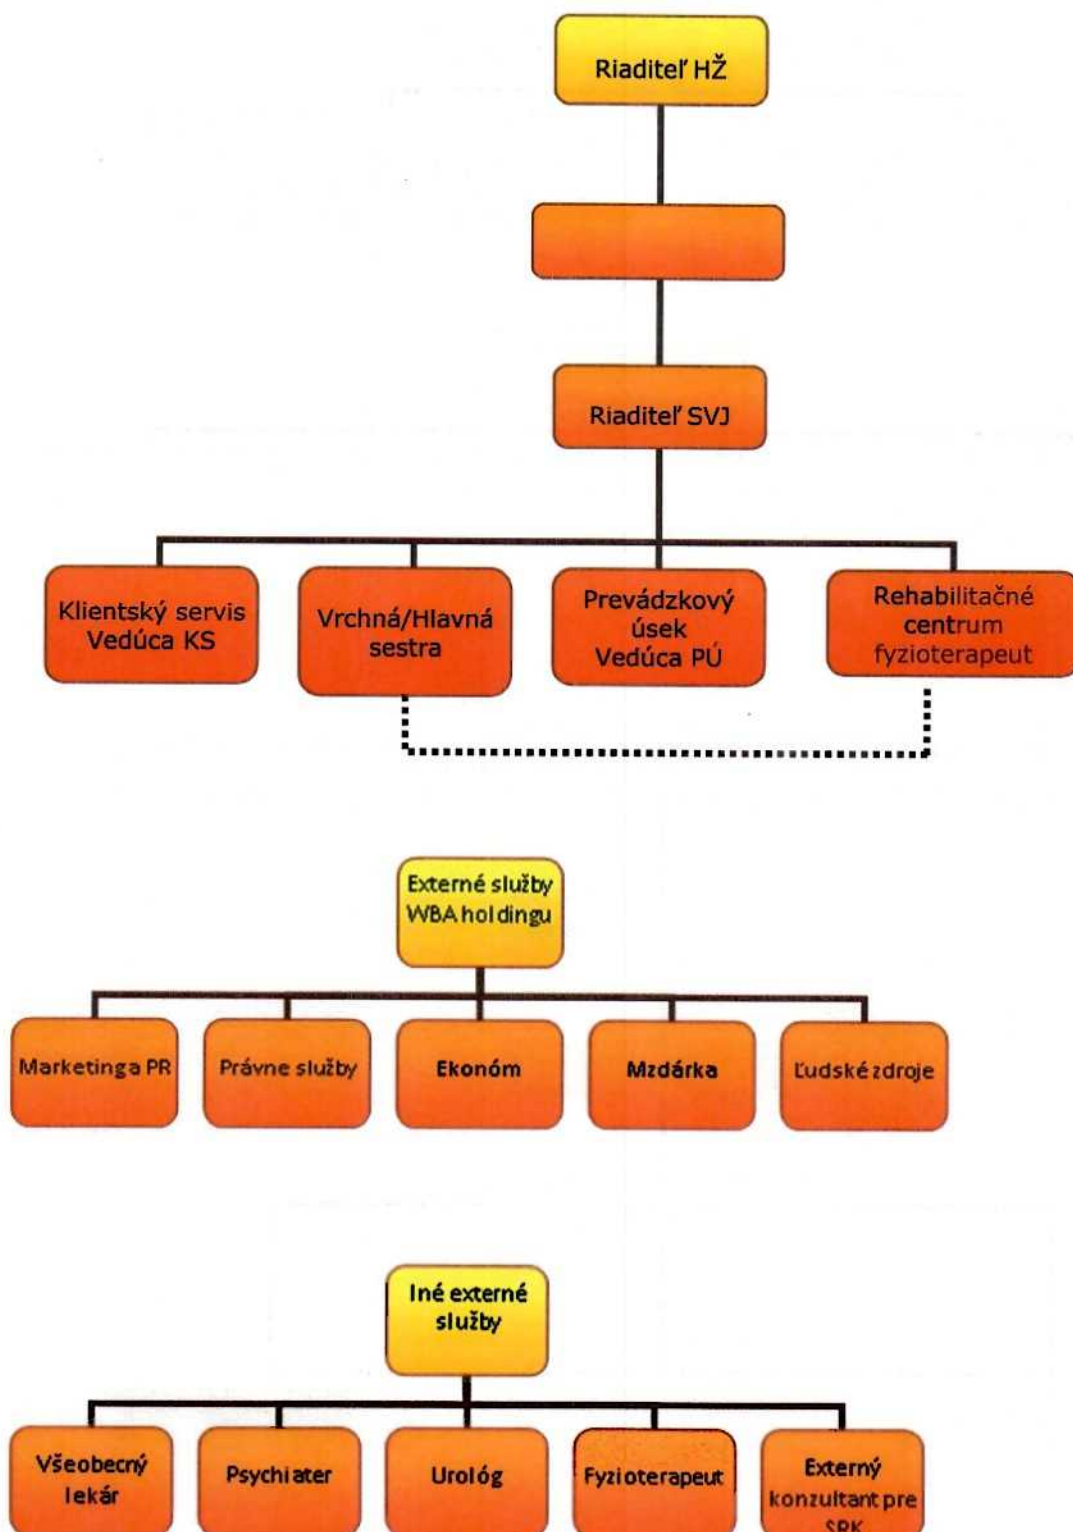 Riaditeľ HŽ
Riaditeľ SVJ
Klientský servis
Vedúca KS
Vrchná/Hlavná
sestra
Prevádzkový
úsek
Vedúca PÚ
Rehabilitačné
centrum
fyzioterapeut
Externé služby
WBA holdingu
Marketing a PR
Právne služby
Ekonóm
Mzdárka
Ľudské zdroje
Iné externé
služby
Všeobecný
lekár
Psychiater
Urológ
Fyzioterapeut
Externý
konzultant pre
SRK